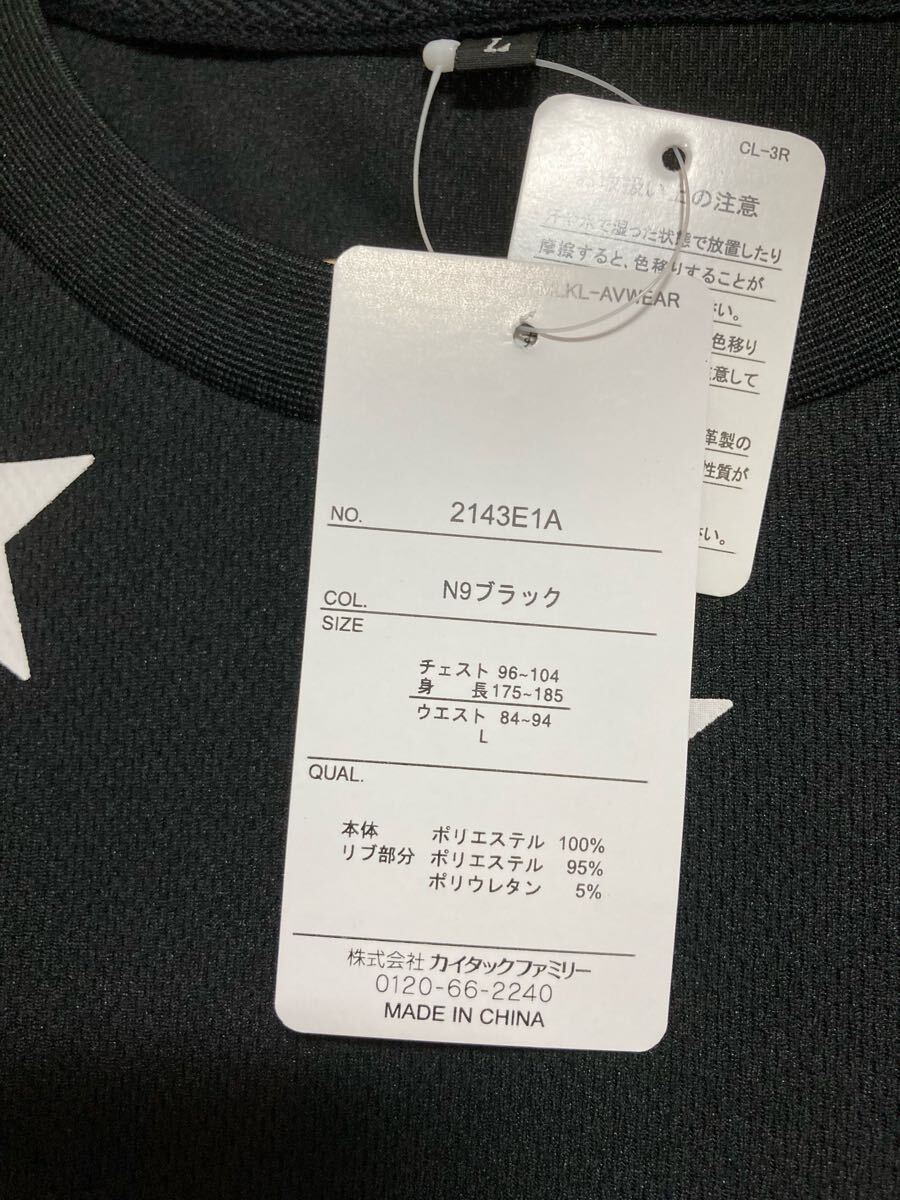 L
CL-3R
お取扱い上の注意
汗や水で湿った状態で放置したり
摩擦すると、色移りすることが
さい。
色移り
意して
革製の
性質が
さい。
LKL-AVWEAR
NO. 2143E1A
COL. N9ブラック
SIZE
チェスト 96~104
身 長175~185
ウエスト 84~94
L
QUAL.
本体 ポリエステル 100%
リブ部分 ポリエステル 95%
ポリウレタン 5%
株式会社 カイタックファミリー
0120-66-2240
MADE IN CHINA